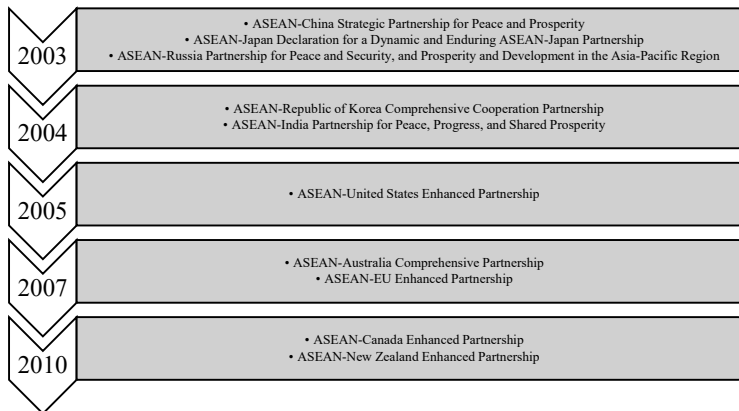 2003
• ASEAN-China Strategic Partnership for Peace and Prosperity
• ASEAN-Japan Declaration for a Dynamic and Enduring ASEAN-Japan Partnership
• ASEAN-Russia Partnership for Peace and Security, and Prosperity and Development in the Asia-Pacific Region
2004
• ASEAN-Republic of Korea Comprehensive Cooperation Partnership
• ASEAN-India Partnership for Peace, Progress, and Shared Prosperity
2005
• ASEAN-United States Enhanced Partnership
2007
• ASEAN-Australia Comprehensive Partnership
• ASEAN-EU Enhanced Partnership
2010
• ASEAN-Canada Enhanced Partnership
• ASEAN-New Zealand Enhanced Partnership